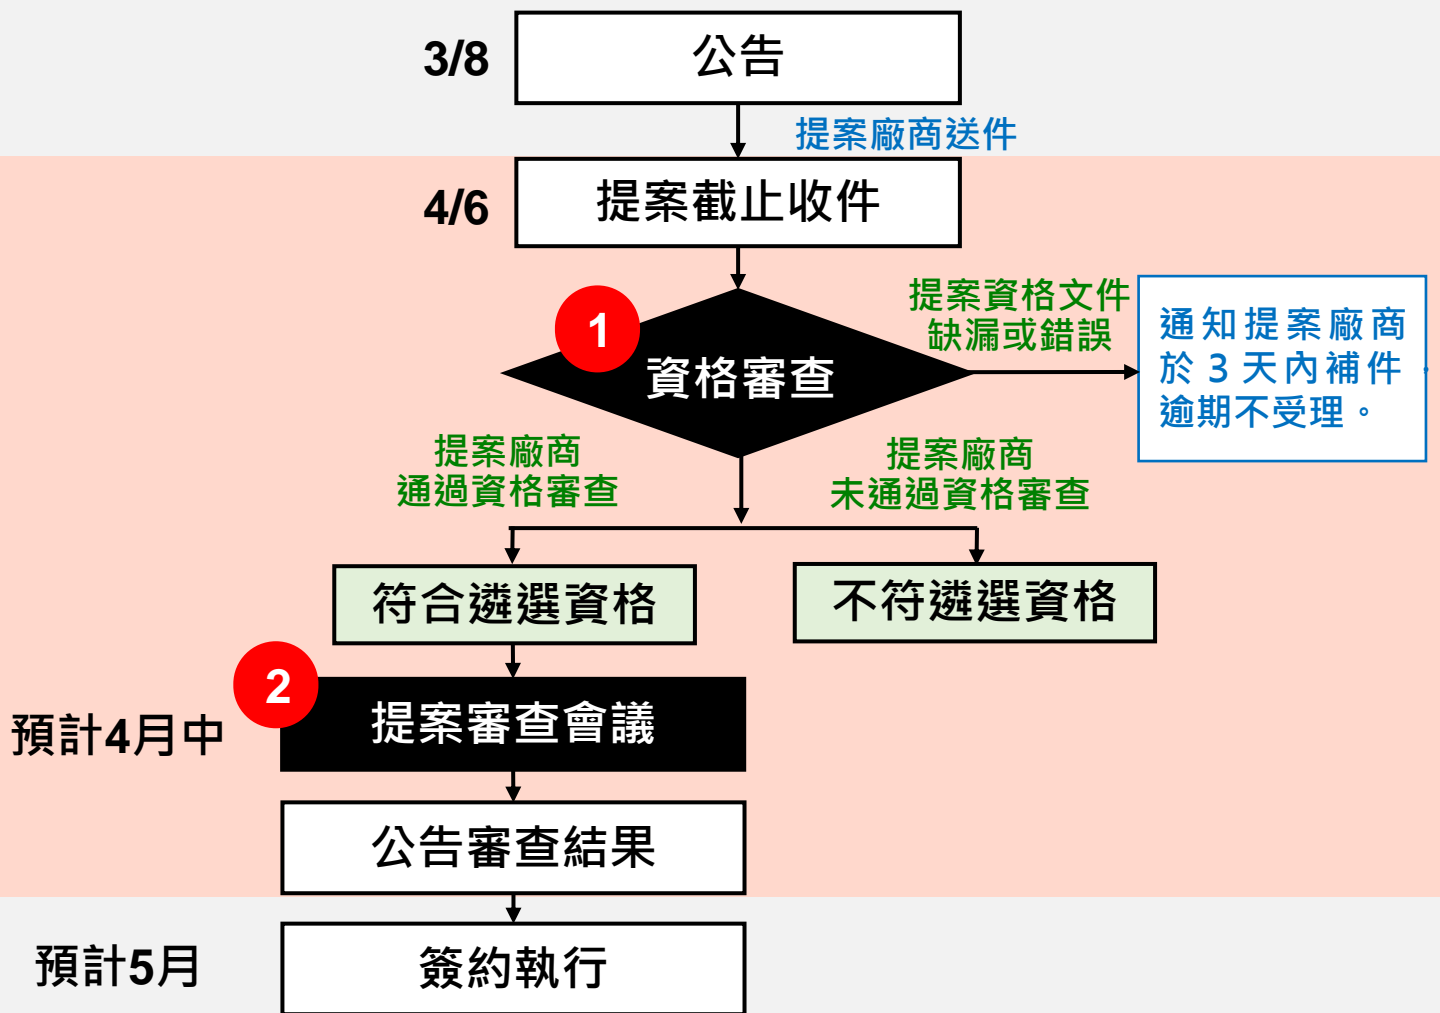 3/8
公告
提案廠商送件
4/6
提案截止收件
1
資格審查
提案資格文件
缺漏或錯誤
通知提案廠商
於3天內補件，
逾期不受理。
提案廠商
通過資格審查
提案廠商
未通過資格審查
符合遴選資格
不符遴選資格
2
預計4月中
提案審查會議
公告審查結果
預計5月
簽約執行